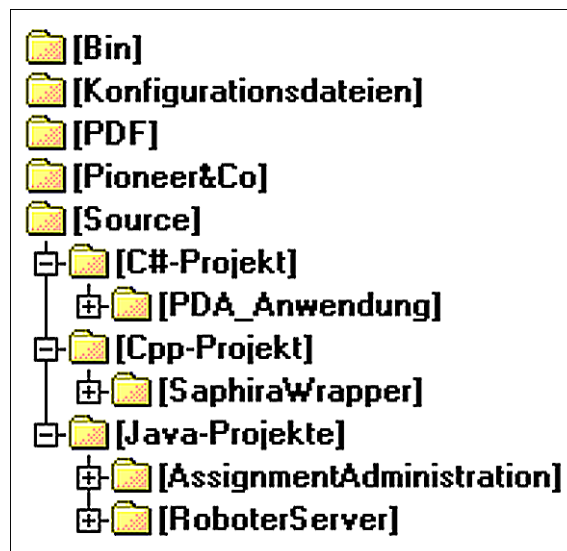 [Bin]
[Konfigurationsdateien]
[PDF]
[Pioneer&Co]
[Source]
[C#-Projekt]
[PDA_Anwendung]
[Cpp-Projekt]
[SaphiraWrapper]
[Java-Projekte]
[AssignmentAdministration]
[RoboterServer]